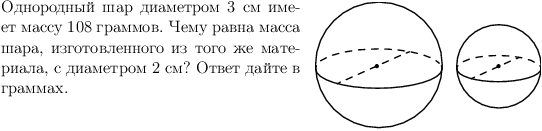 Однородный шар диаметром 3 см име-
ет массу 108 граммов. Чему равна масса
шара, изготовленного из того же мате-
риала, с диаметром 2 см? Ответ дайте в
граммах.